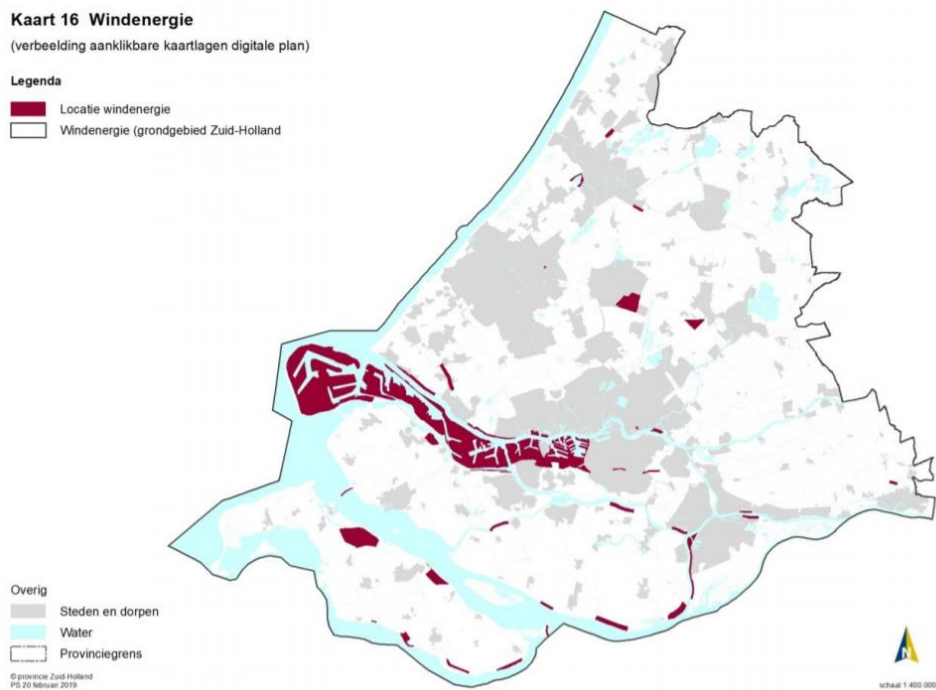 Kaart 16 Windenergie
(verbeelding aanklikbare kaartlagen digitale plan)
Legenda
Locatie windenergie
Windenergie (grondgebied Zuid-Holland
Overig
Steden en dorpen
Water
Provinciegrens
© provincie Zuid-Holland
PS 20 februari 2019
N
schaal 1:400.000